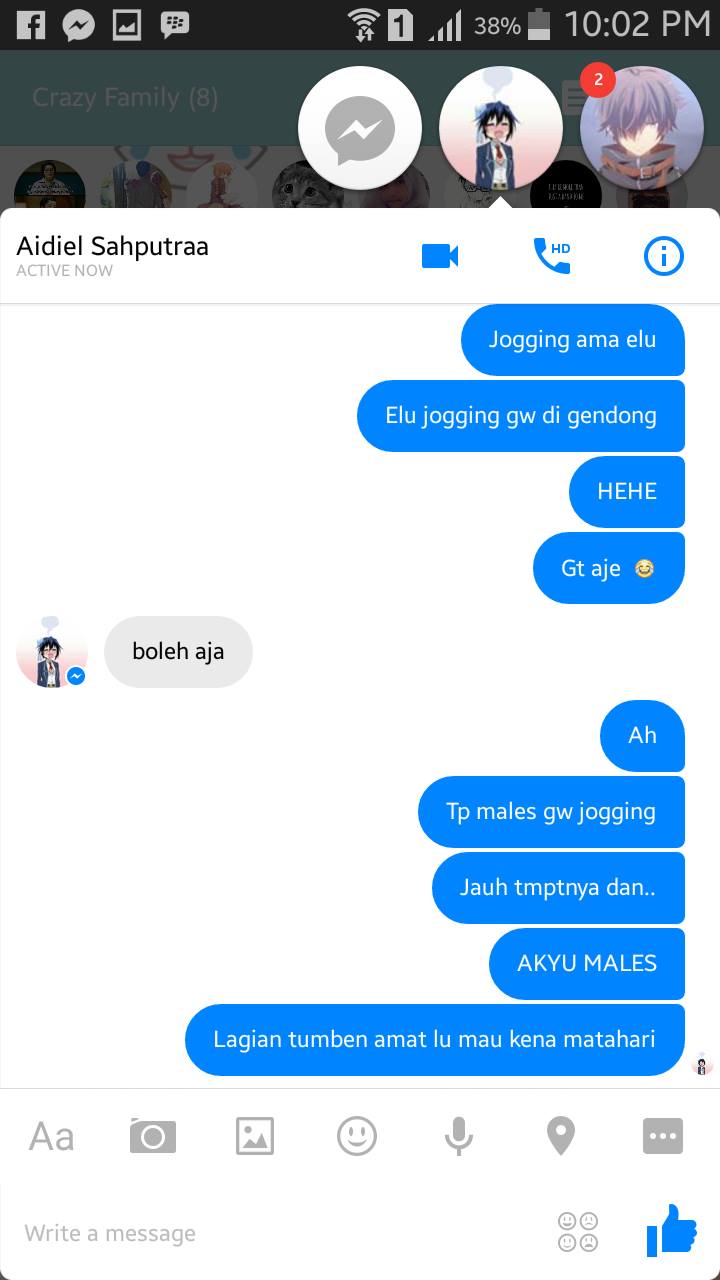 1
38%
10:02 PM
Crazy Family (8)
2
Aidiel Sahputraa
ACTIVE NOW
HD
Jogging ama elu
Elu jogging gw di gendong
HEHE
Gt aje 😂
boleh aja
Ah
Tp males gw jogging
Jauh tmptnya dan..
AKYU MALES
Lagian tumben amat lu mau kena matahari
Aa
Write a message